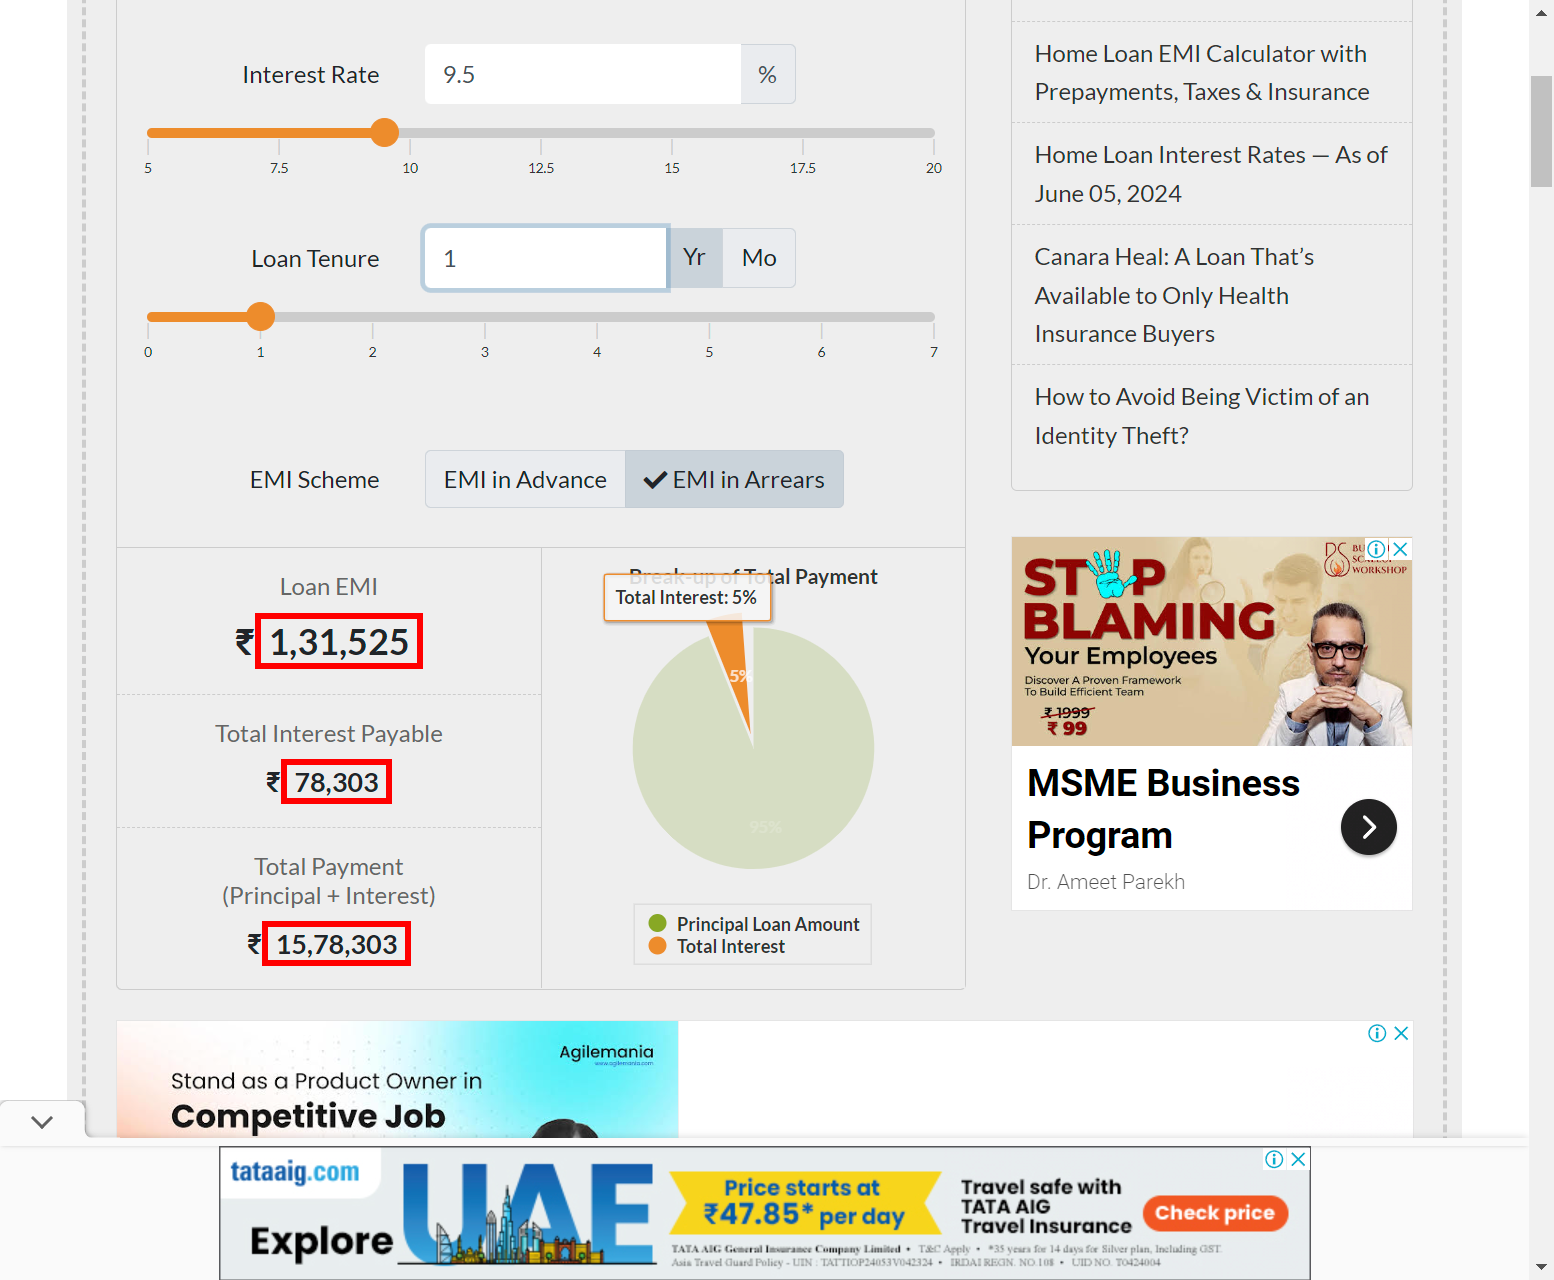 Interest Rate
9.5
%
5
7.5
10
12.5
15
17.5
20
Loan Tenure
1
Yr
Mo
0
1
2
3
4
5
6
7
EMI Scheme
EMI in Advance
EMI in Arrears
Loan EMI
₹ 1,31,525
Total Interest Payable
₹ 78,303
Total Payment
(Principal + Interest)
₹ 15,78,303
Break-up of Total Payment
Total Interest: 5%
5%
95%
Principal Loan Amount
Total Interest
Home Loan EMI Calculator with
Prepayments, Taxes & Insurance
Home Loan Interest Rates — As of
June 05, 2024
Canara Heal: A Loan That’s
Available to Only Health
Insurance Buyers
How to Avoid Being Victim of an
Identity Theft?
STOP
BLAMING
Your Employees
Discover A Proven Framework
To Build Efficient Team
₹ 1999
₹ 99
WORKSHOP
MSME Business
Program
Dr. Ameet Parekh
Agilemania
www.agilemania.com
Stand as a Product Owner in
Competitive Job
tataaig.com
Explore
UAE
Price starts at
₹47.85* per day
Travel safe with
TATA AIG
Travel Insurance
Check price
TATA AIG General Insurance Company Limited • T&C Apply • *35 years for 14 days for Silver plan, Including GST.
Asia Travel Guard Policy - UIN : TATTIOP24053V042324 • IRDAI REGN. NO.108 • UID NO. T0424004